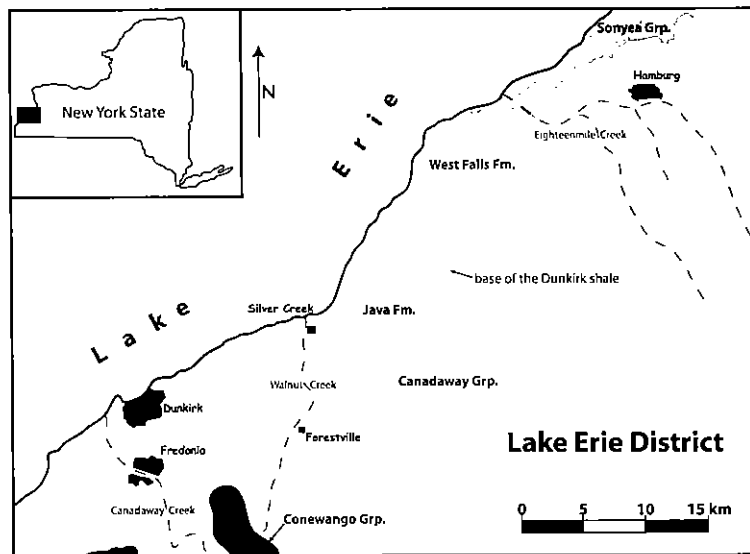 New York State
N
Lake Erie
Sonyea Grp.
Hamburg
Eighteenmile Creek
West Falls Fm.
base of the Dunkirk shale
Silver Creek
Java Fm.
Walnut Creek
Canadaway Grp.
Dunkirk
Forestville
Fredonia
Lake Erie District
Canadaway Creek
Conewango Grp.
0 5 10 15 km